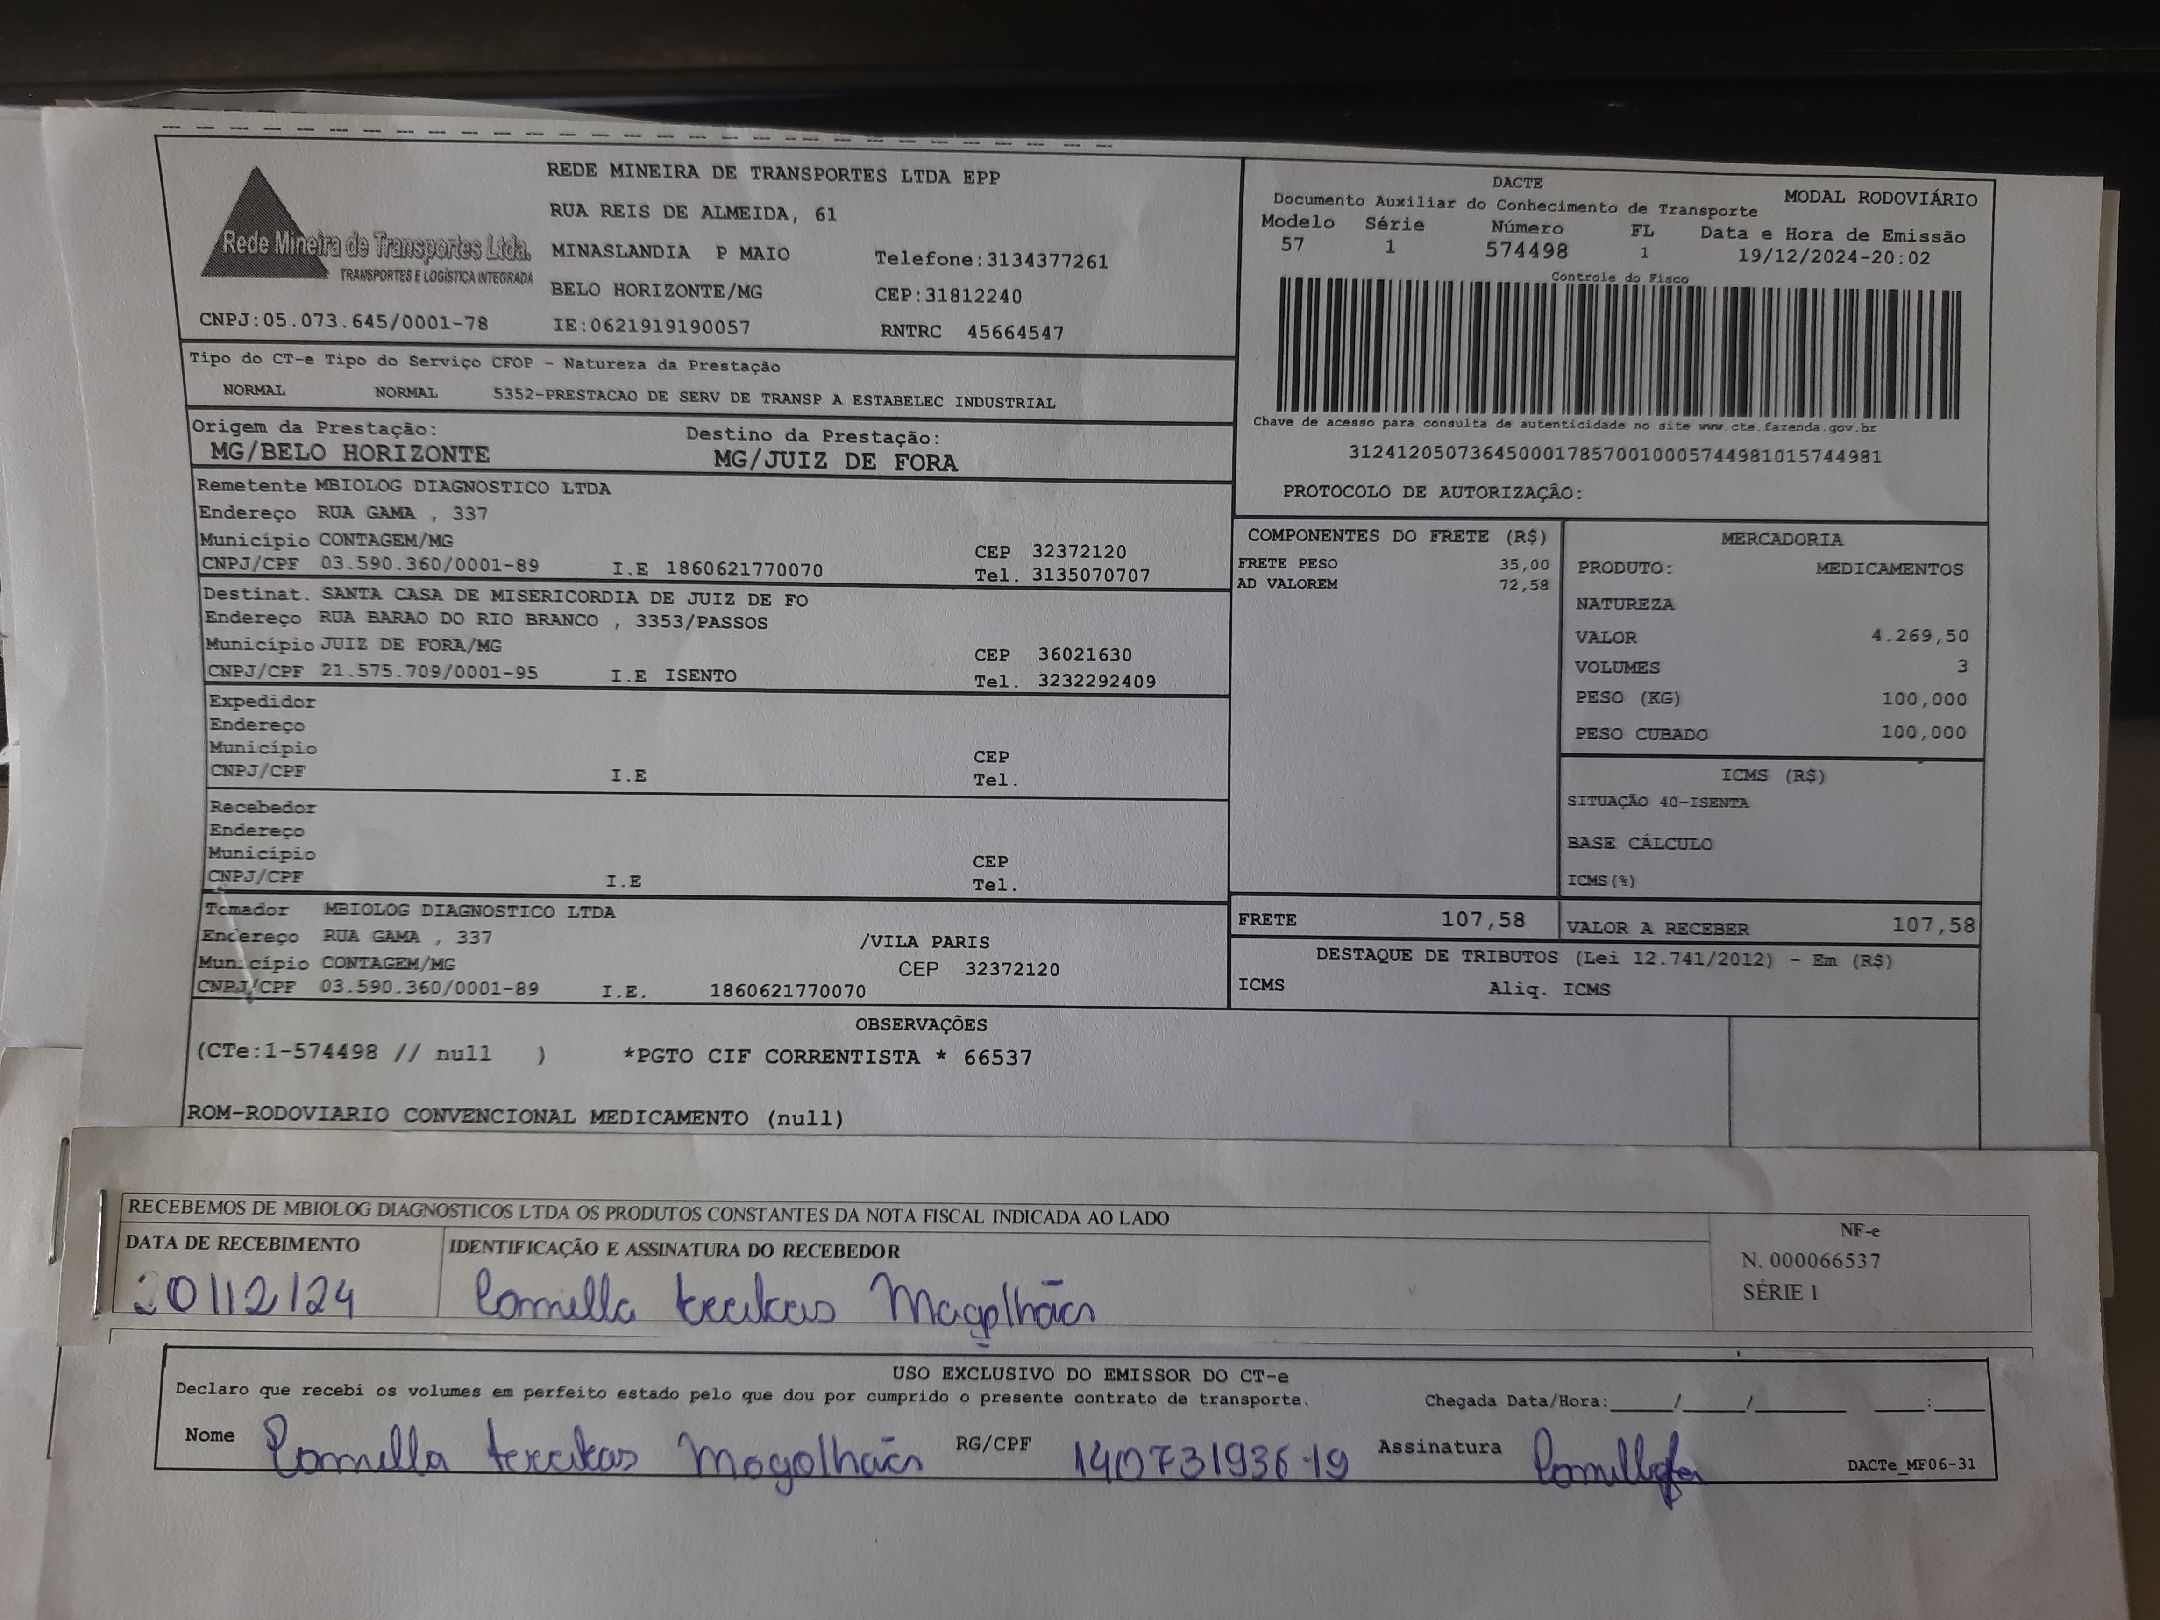 Rede Mineira de Transportes Ltda.
TRANSPORTES E LOGÍSTICA INTEGRADA
CNPJ:05.073.645/0001-78
REDE MINEIRA DE TRANSPORTES LTDA EPP
RUA REIS DE ALMEIDA, 61
MINASLANDIA P MAIO Telefone:3134377261
BELO HORIZONTE/MG CEP:31812240
IE:0621919190057 RNTRC 45664547
DACTE MODAL RODOVIÁRIO
Documento Auxiliar do Conhecimento de Transporte
Modelo Série Número FL Data e Hora de Emissão
57 1 574498 1 19/12/2024-20:02
Controle do Fisco
Chave de acesso para consulta de autenticidade no site www.cte.fazenda.gov.br
31241205073645000178570010005744981015744981
PROTOCOLO DE AUTORIZAÇÃO:
Tipo do CT-e Tipo do Serviço CFOP - Natureza da Prestação
NORMAL NORMAL 5352-PRESTACAO DE SERV DE TRANSP A ESTABELEC INDUSTRIAL
Origem da Prestação: Destino da Prestação:
MG/BELO HORIZONTE MG/JUIZ DE FORA
Remetente MBIOLOG DIAGNOSTICO LTDA
Endereço RUA GAMA , 337
Município CONTAGEM/MG CEP 32372120
CNPJ/CPF 03.590.360/0001-89 I.E 1860621770070 Tel. 3135070707
Destinat. SANTA CASA DE MISERICORDIA DE JUIZ DE FO
Endereço RUA BARAO DO RIO BRANCO , 3353/PASSOS
Município JUIZ DE FORA/MG CEP 36021630
CNPJ/CPF 21.575.709/0001-95 I.E ISENTO Tel. 3232292409
Expedidor
Endereço
Município CEP
CNPJ/CPF I.E Tel.
Recebedor
Endereço
Município CEP
CNPJ/CPF I.E Tel.
Tomador MBIOLOG DIAGNOSTICO LTDA
Endereço RUA GAMA , 337 /VILA PARIS
Município CONTAGEM/MG CEP 32372120
CNPJ/CPF 03.590.360/0001-89 I.E. 1860621770070
COMPONENTES DO FRETE (R$)
FRETE PESO 35,00
AD VALOREM 72,58
MERCADORIA
PRODUTO: MEDICAMENTOS
NATUREZA
VALOR 4.269,50
VOLUMES 3
PESO (KG) 100,000
PESO CUBADO 100,000
ICMS (R$)
SITUAÇÃO 40-ISENTA
BASE CÁLCULO
ICMS(%)
FRETE 107,58 VALOR A RECEBER 107,58
DESTAQUE DE TRIBUTOS (Lei 12.741/2012) - Em (R$)
ICMS Aliq. ICMS
OBSERVAÇÕES
(CTe:1-574498 // null ) *PGTO CIF CORRENTISTA * 66537
ROM-RODOVIARIO CONVENCIONAL MEDICAMENTO (null)
RECEBEMOS DE MBIOLOG DIAGNOSTICOS LTDA OS PRODUTOS CONSTANTES DA NOTA FISCAL INDICADA AO LADO
DATA DE RECEBIMENTO IDENTIFICAÇÃO E ASSINATURA DO RECEBEDOR
20/12/24 Magalhães
NF-e
N. 000066537
SÉRIE 1
USO EXCLUSIVO DO EMISSOR DO CT-e
Declaro que recebi os volumes em perfeito estado pelo que dou por cumprido o presente contrato de transporte. Chegada Data/Hora:____/____/______ ___:___
Nome Magalhães RG/CPF 140731936-19 Assinatura
DACTe_MF06-31